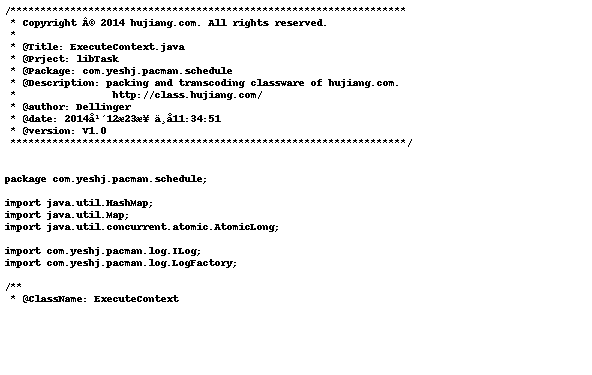 /******************************************************************
 * Copyright Â© 2014 hujiang.com. All rights reserved.
 *
 * @Title: ExecuteContext.java
 * @Prject: libTask
 * @Package: com.yeshj.pacman.schedule
 * @Description: packing and transcoding classware of hujiang.com.
 *                http://class.hujiang.com/
 * @author: Dellinger
 * @date: 2014å¹´12æ23æ¥ ä¸å11:34:51
 * @version: V1.0
 ******************************************************************/
package com.yeshj.pacman.schedule;
import java.util.HashMap;
import java.util.Map;
import java.util.concurrent.atomic.AtomicLong;
import com.yeshj.pacman.log.ILog;
import com.yeshj.pacman.log.LogFactory;
/**
 * @ClassName: ExecuteContext